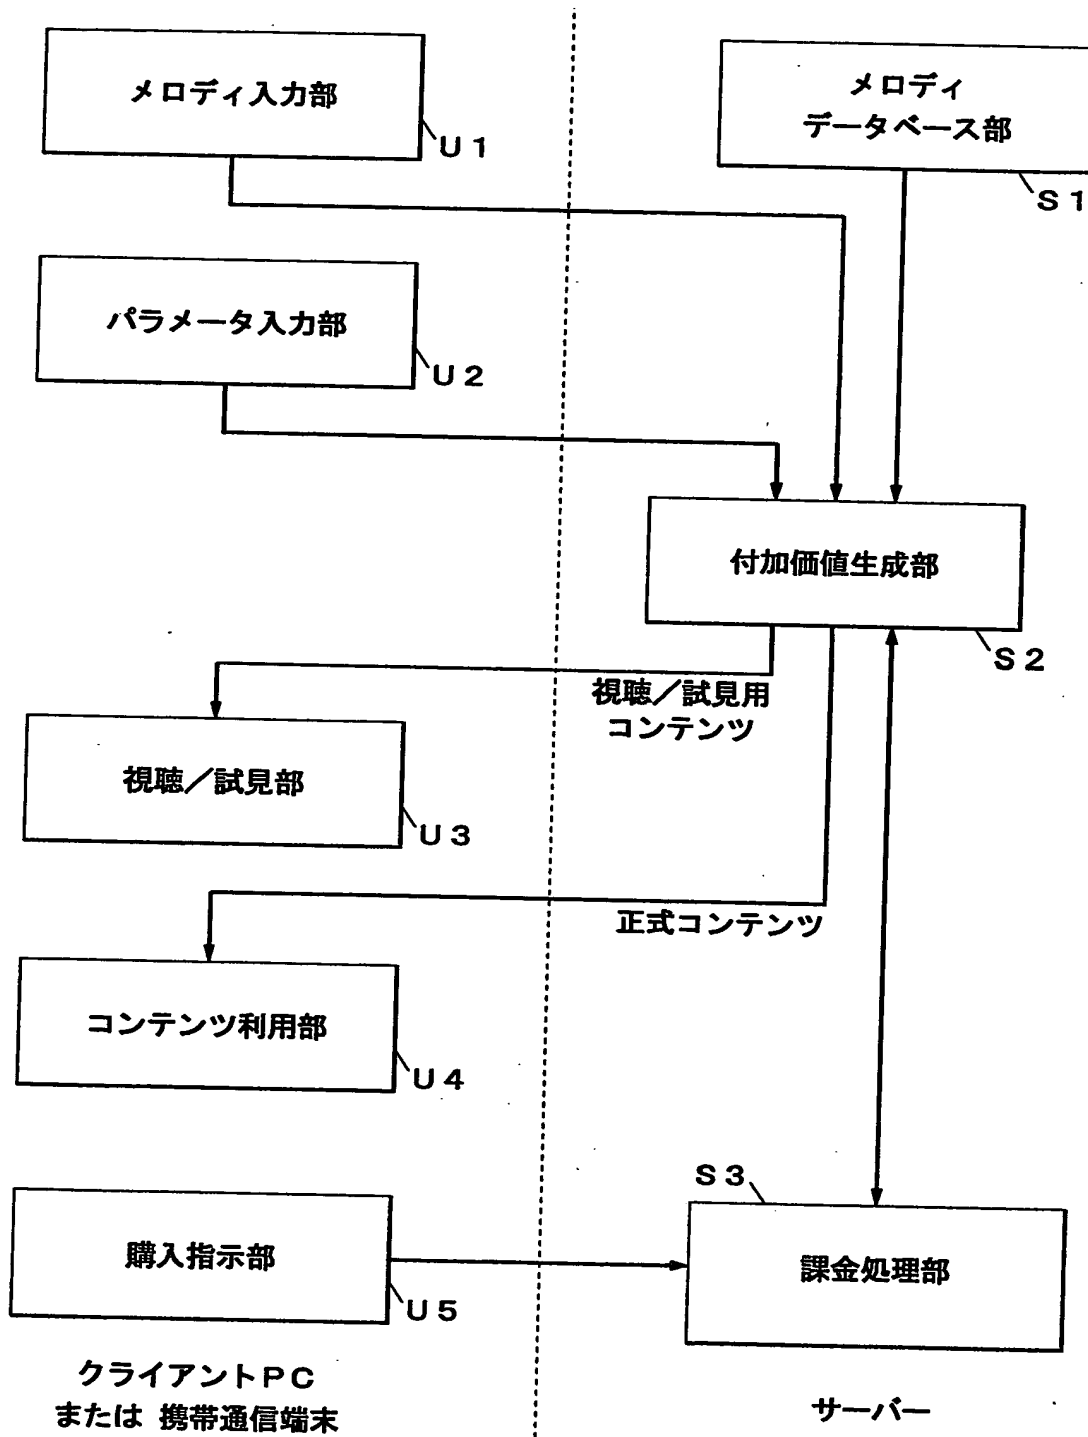 メロディ入力部
U1
メロディ
データベース部
S1
パラメータ入力部
U2
付加価値生成部
S2
視聴／試見用
コンテンツ
視聴／試見部
U3
正式コンテンツ
コンテンツ利用部
U4
S3
購入指示部
U5
課金処理部
クライアントPC
または 携帯通信端末
サーバー